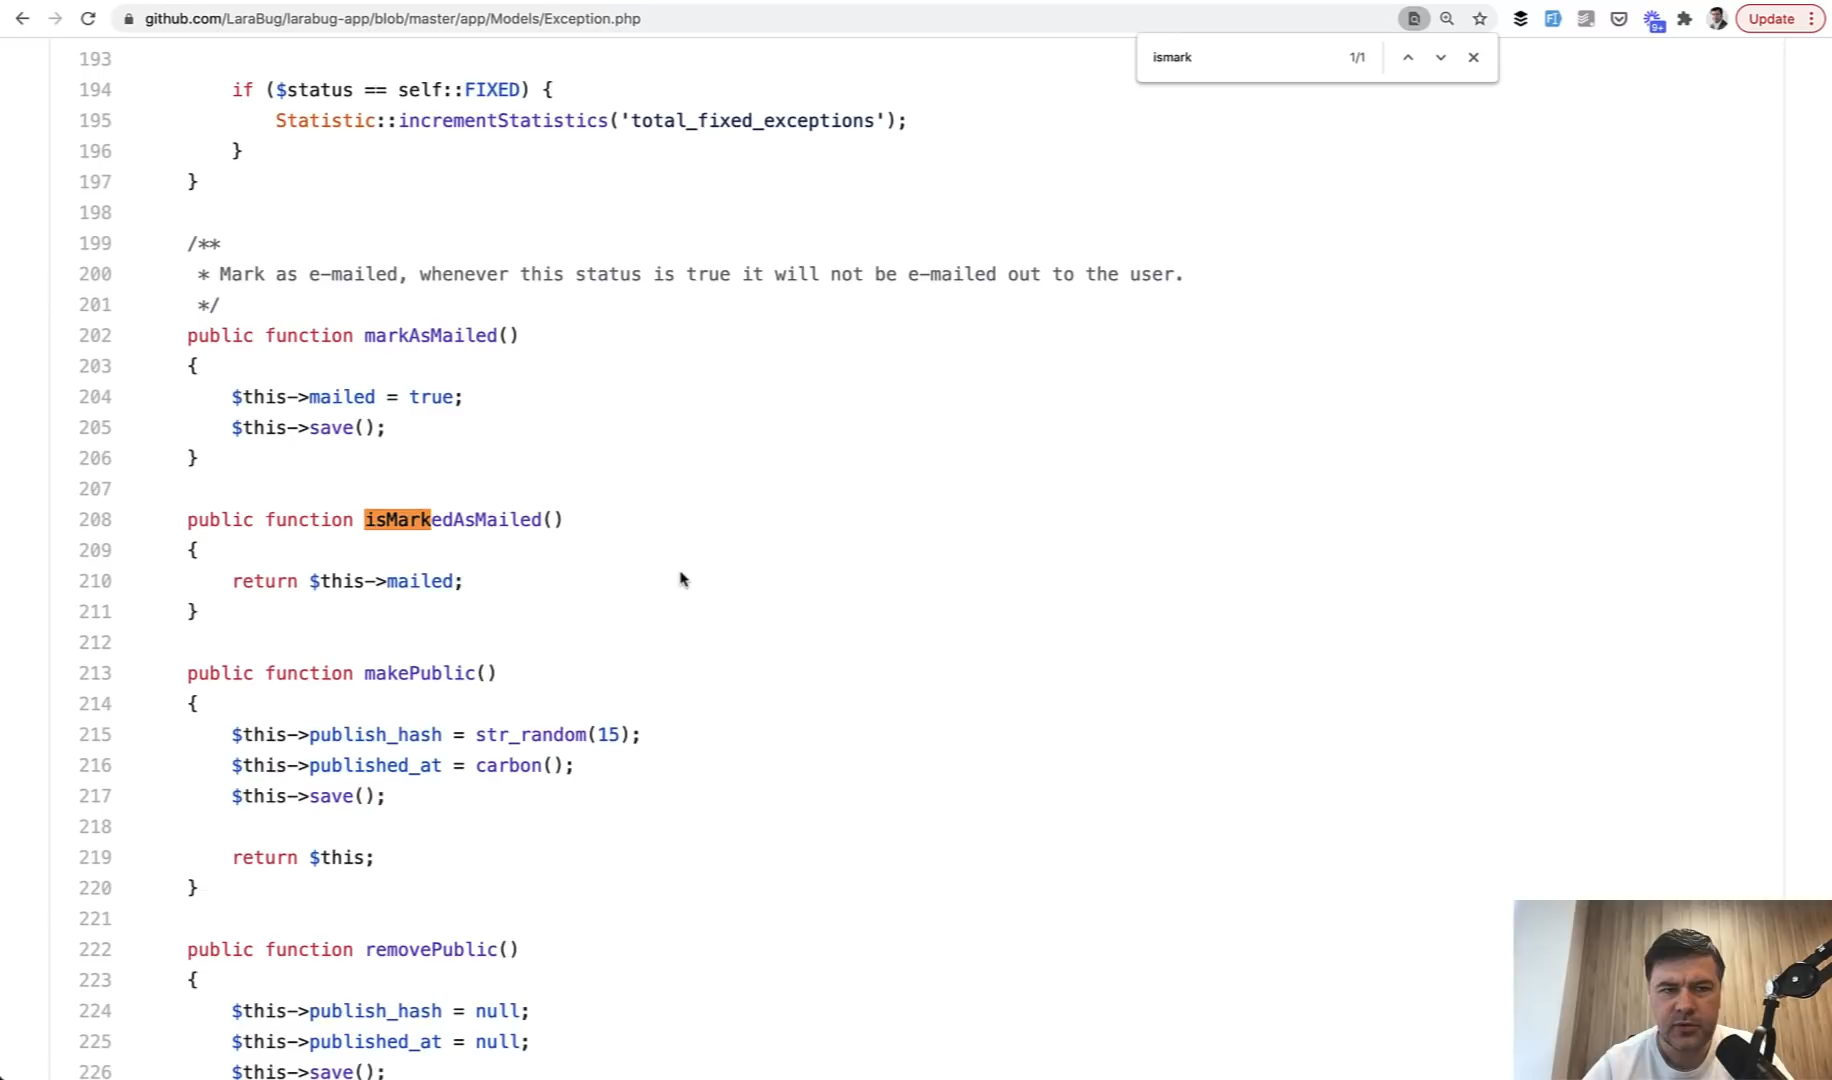 github.com/LaraBug/larabug-app/blob/master/app/Models/Exception.php
9+
Update
ismark
1/1
193
194 if ($status == self::FIXED) {
195 Statistic::incrementStatistics('total_fixed_exceptions');
196 }
197 }
198
199 /**
200 * Mark as e-mailed, whenever this status is true it will not be e-mailed out to the user.
201 */
202 public function markAsMailed()
203 {
204 $this->mailed = true;
205 $this->save();
206 }
207
208 public function isMarkedAsMailed()
209 {
210 return $this->mailed;
211 }
212
213 public function makePublic()
214 {
215 $this->publish_hash = str_random(15);
216 $this->published_at = carbon();
217 $this->save();
218
219 return $this;
220 }
221
222 public function removePublic()
223 {
224 $this->publish_hash = null;
225 $this->published_at = null;
226 $this->save();